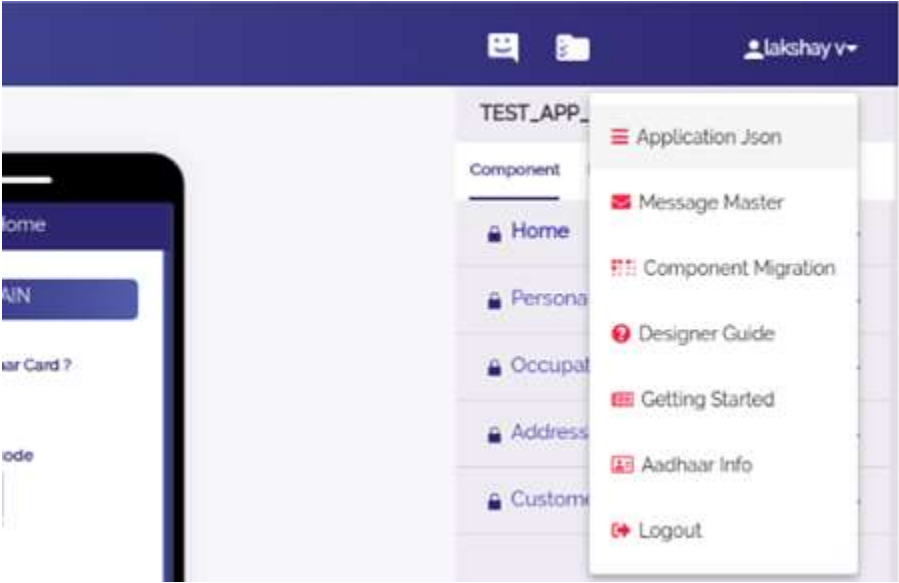 lakshay v
TEST_APP_
Application Json
Component
Message Master
ome
Home
Component Migration
AIN
Persona
Designer Guide
ar Card ?
Occupat
Getting Started
Address
ode
Aadhaar Info
Custome
Logout